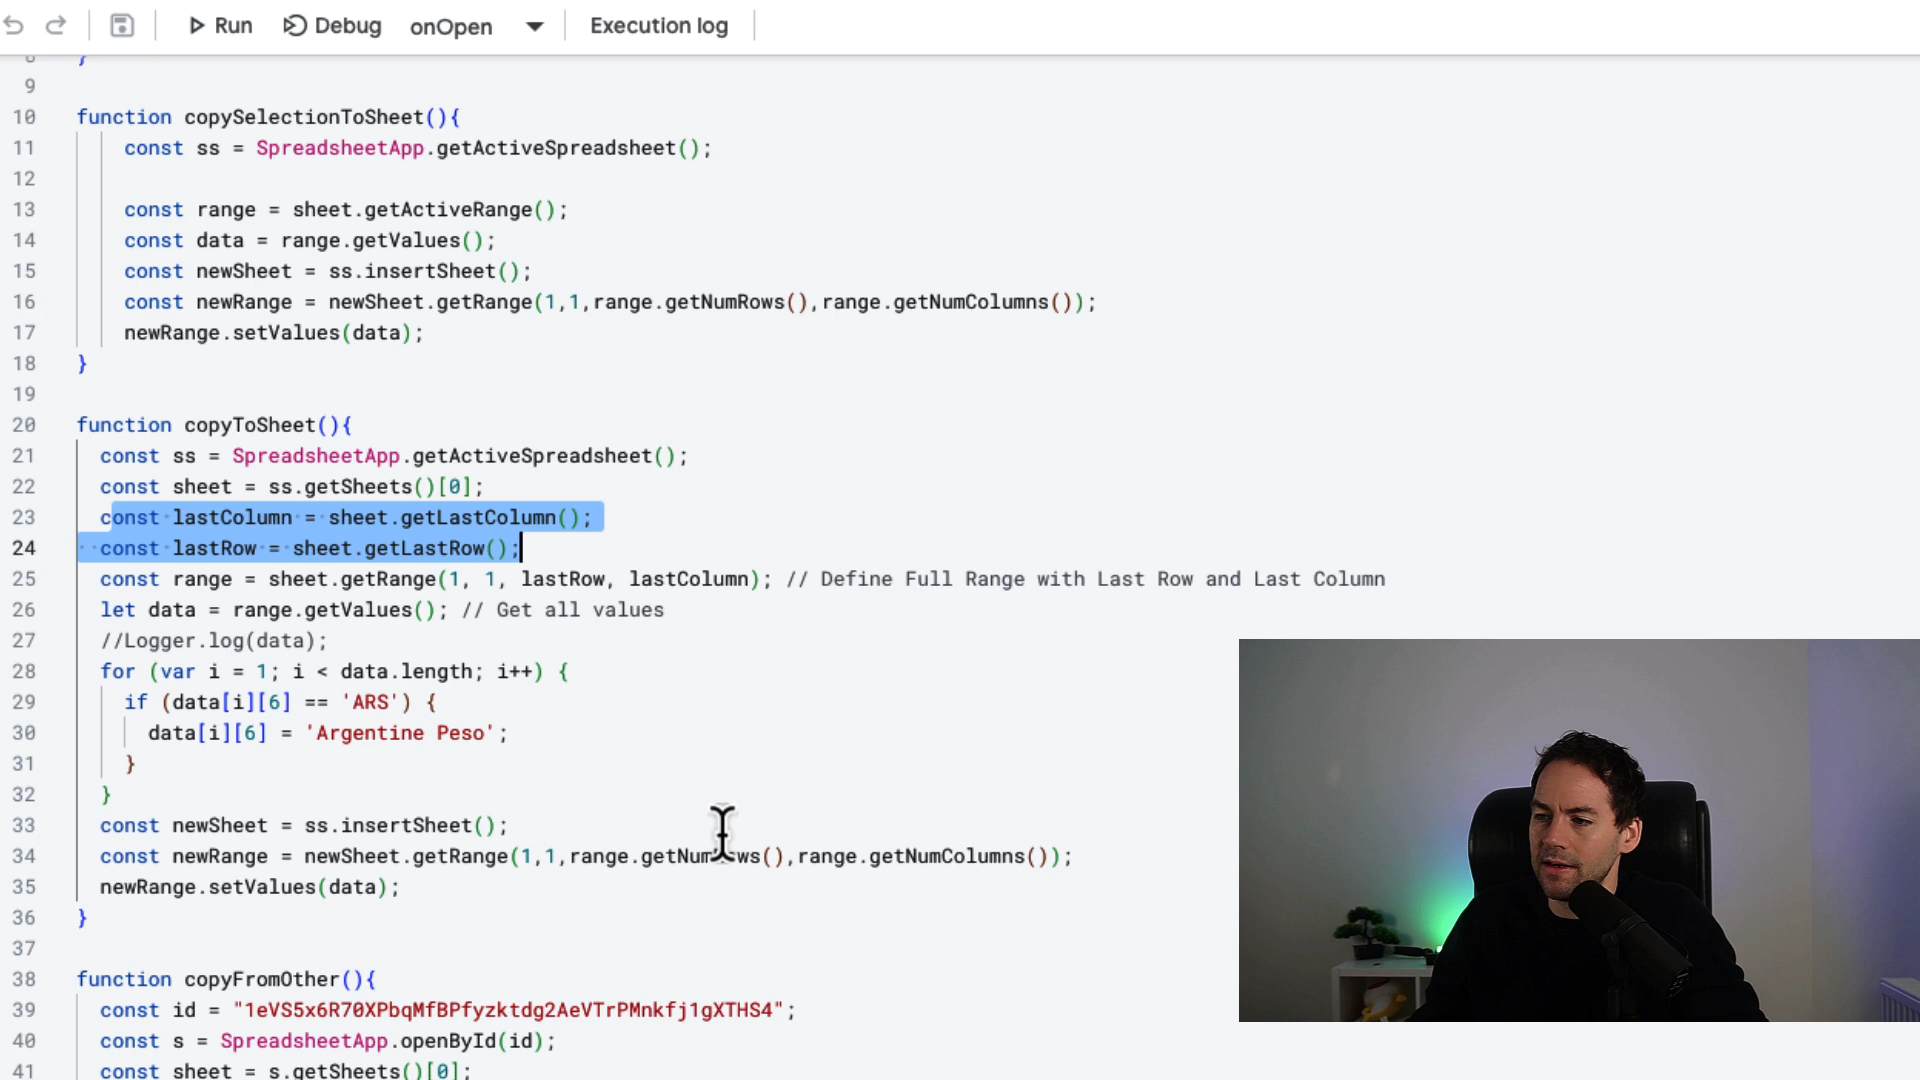 Run Debug onOpen Execution log
8 }
9
10 function copySelectionToSheet(){
11 const ss = SpreadsheetApp.getActiveSpreadsheet();
12
13 const range = sheet.getActiveRange();
14 const data = range.getValues();
15 const newSheet = ss.insertSheet();
16 const newRange = newSheet.getRange(1,1,range.getNumRows(),range.getNumColumns());
17 newRange.setValues(data);
18 }
19
20 function copyToSheet(){
21 const ss = SpreadsheetApp.getActiveSpreadsheet();
22 const sheet = ss.getSheets()[0];
23 const lastColumn = sheet.getLastColumn();
24 const lastRow = sheet.getLastRow();
25 const range = sheet.getRange(1, 1, lastRow, lastColumn); // Define Full Range with Last Row and Last Column
26 let data = range.getValues(); // Get all values
27 //Logger.log(data);
28 for (var i = 1; i < data.length; i++) {
29 if (data[i][6] == 'ARS') {
30 data[i][6] = 'Argentine Peso';
31 }
32 }
33 const newSheet = ss.insertSheet();
34 const newRange = newSheet.getRange(1,1,range.getNumRows(),range.getNumColumns());
35 newRange.setValues(data);
36 }
37
38 function copyFromOther(){
39 const id = "1eVS5x6R70XPbqMfBPfyzktdg2AeVTrPMnkfj1gXTHS4";
40 const s = SpreadsheetApp.openById(id);
41 const sheet = s.getSheets()[0];